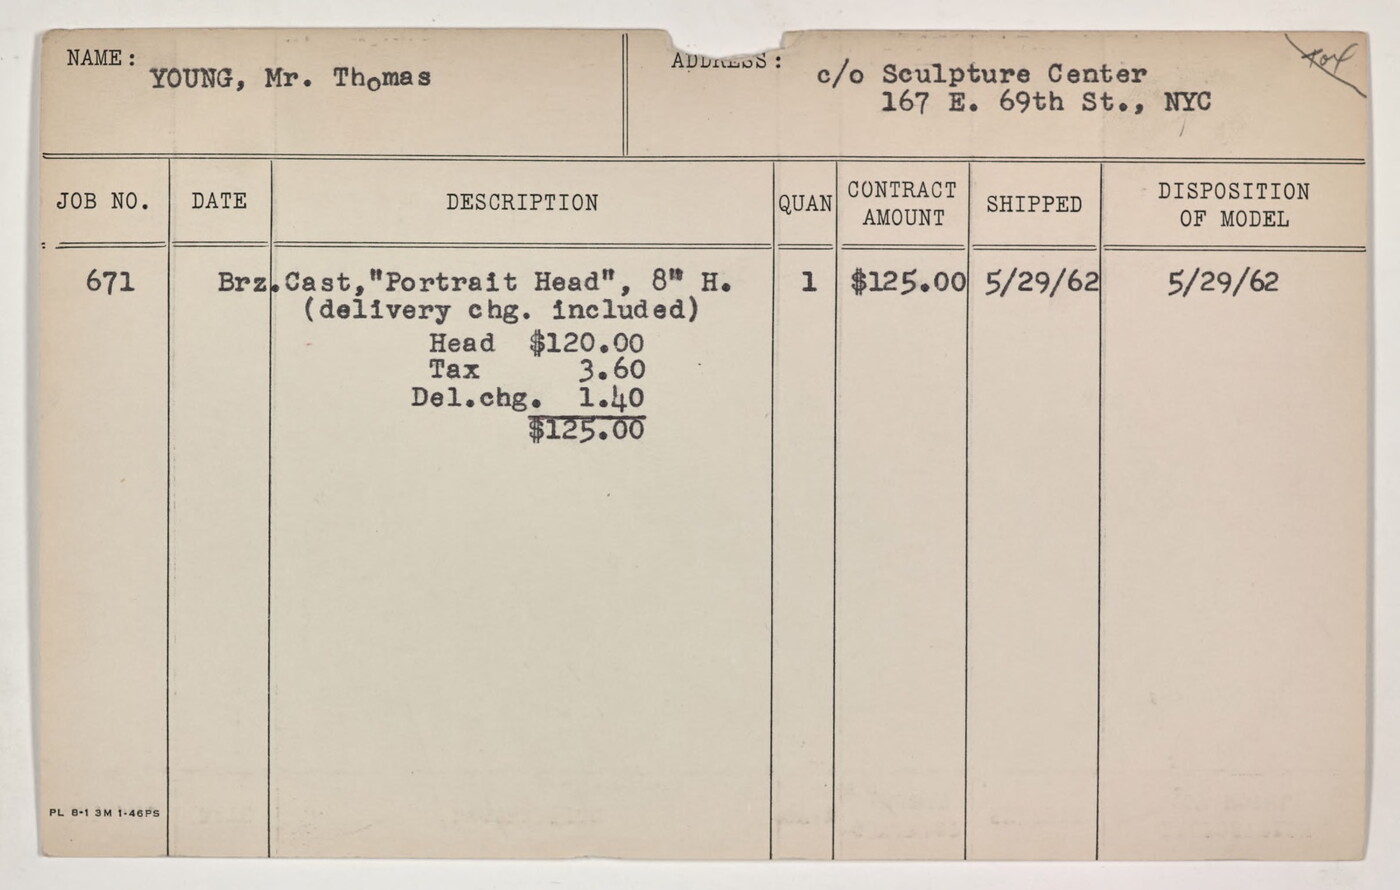 NAME: YOUNG, Mr. Thomas
ADDRESS: c/o Sculpture Center
167 E. 69th St., NYC
JOB NO. DATE DESCRIPTION QUAN CONTRACT AMOUNT SHIPPED DISPOSITION OF MODEL
671 Brz.Cast,"Portrait Head", 8" H. 1 $125.00 5/29/62 5/29/62
(delivery chg. included)
Head $120.00
Tax 3.60
Del.chg. 1.40
$125.00
PL 8-1 3M 1-46PS